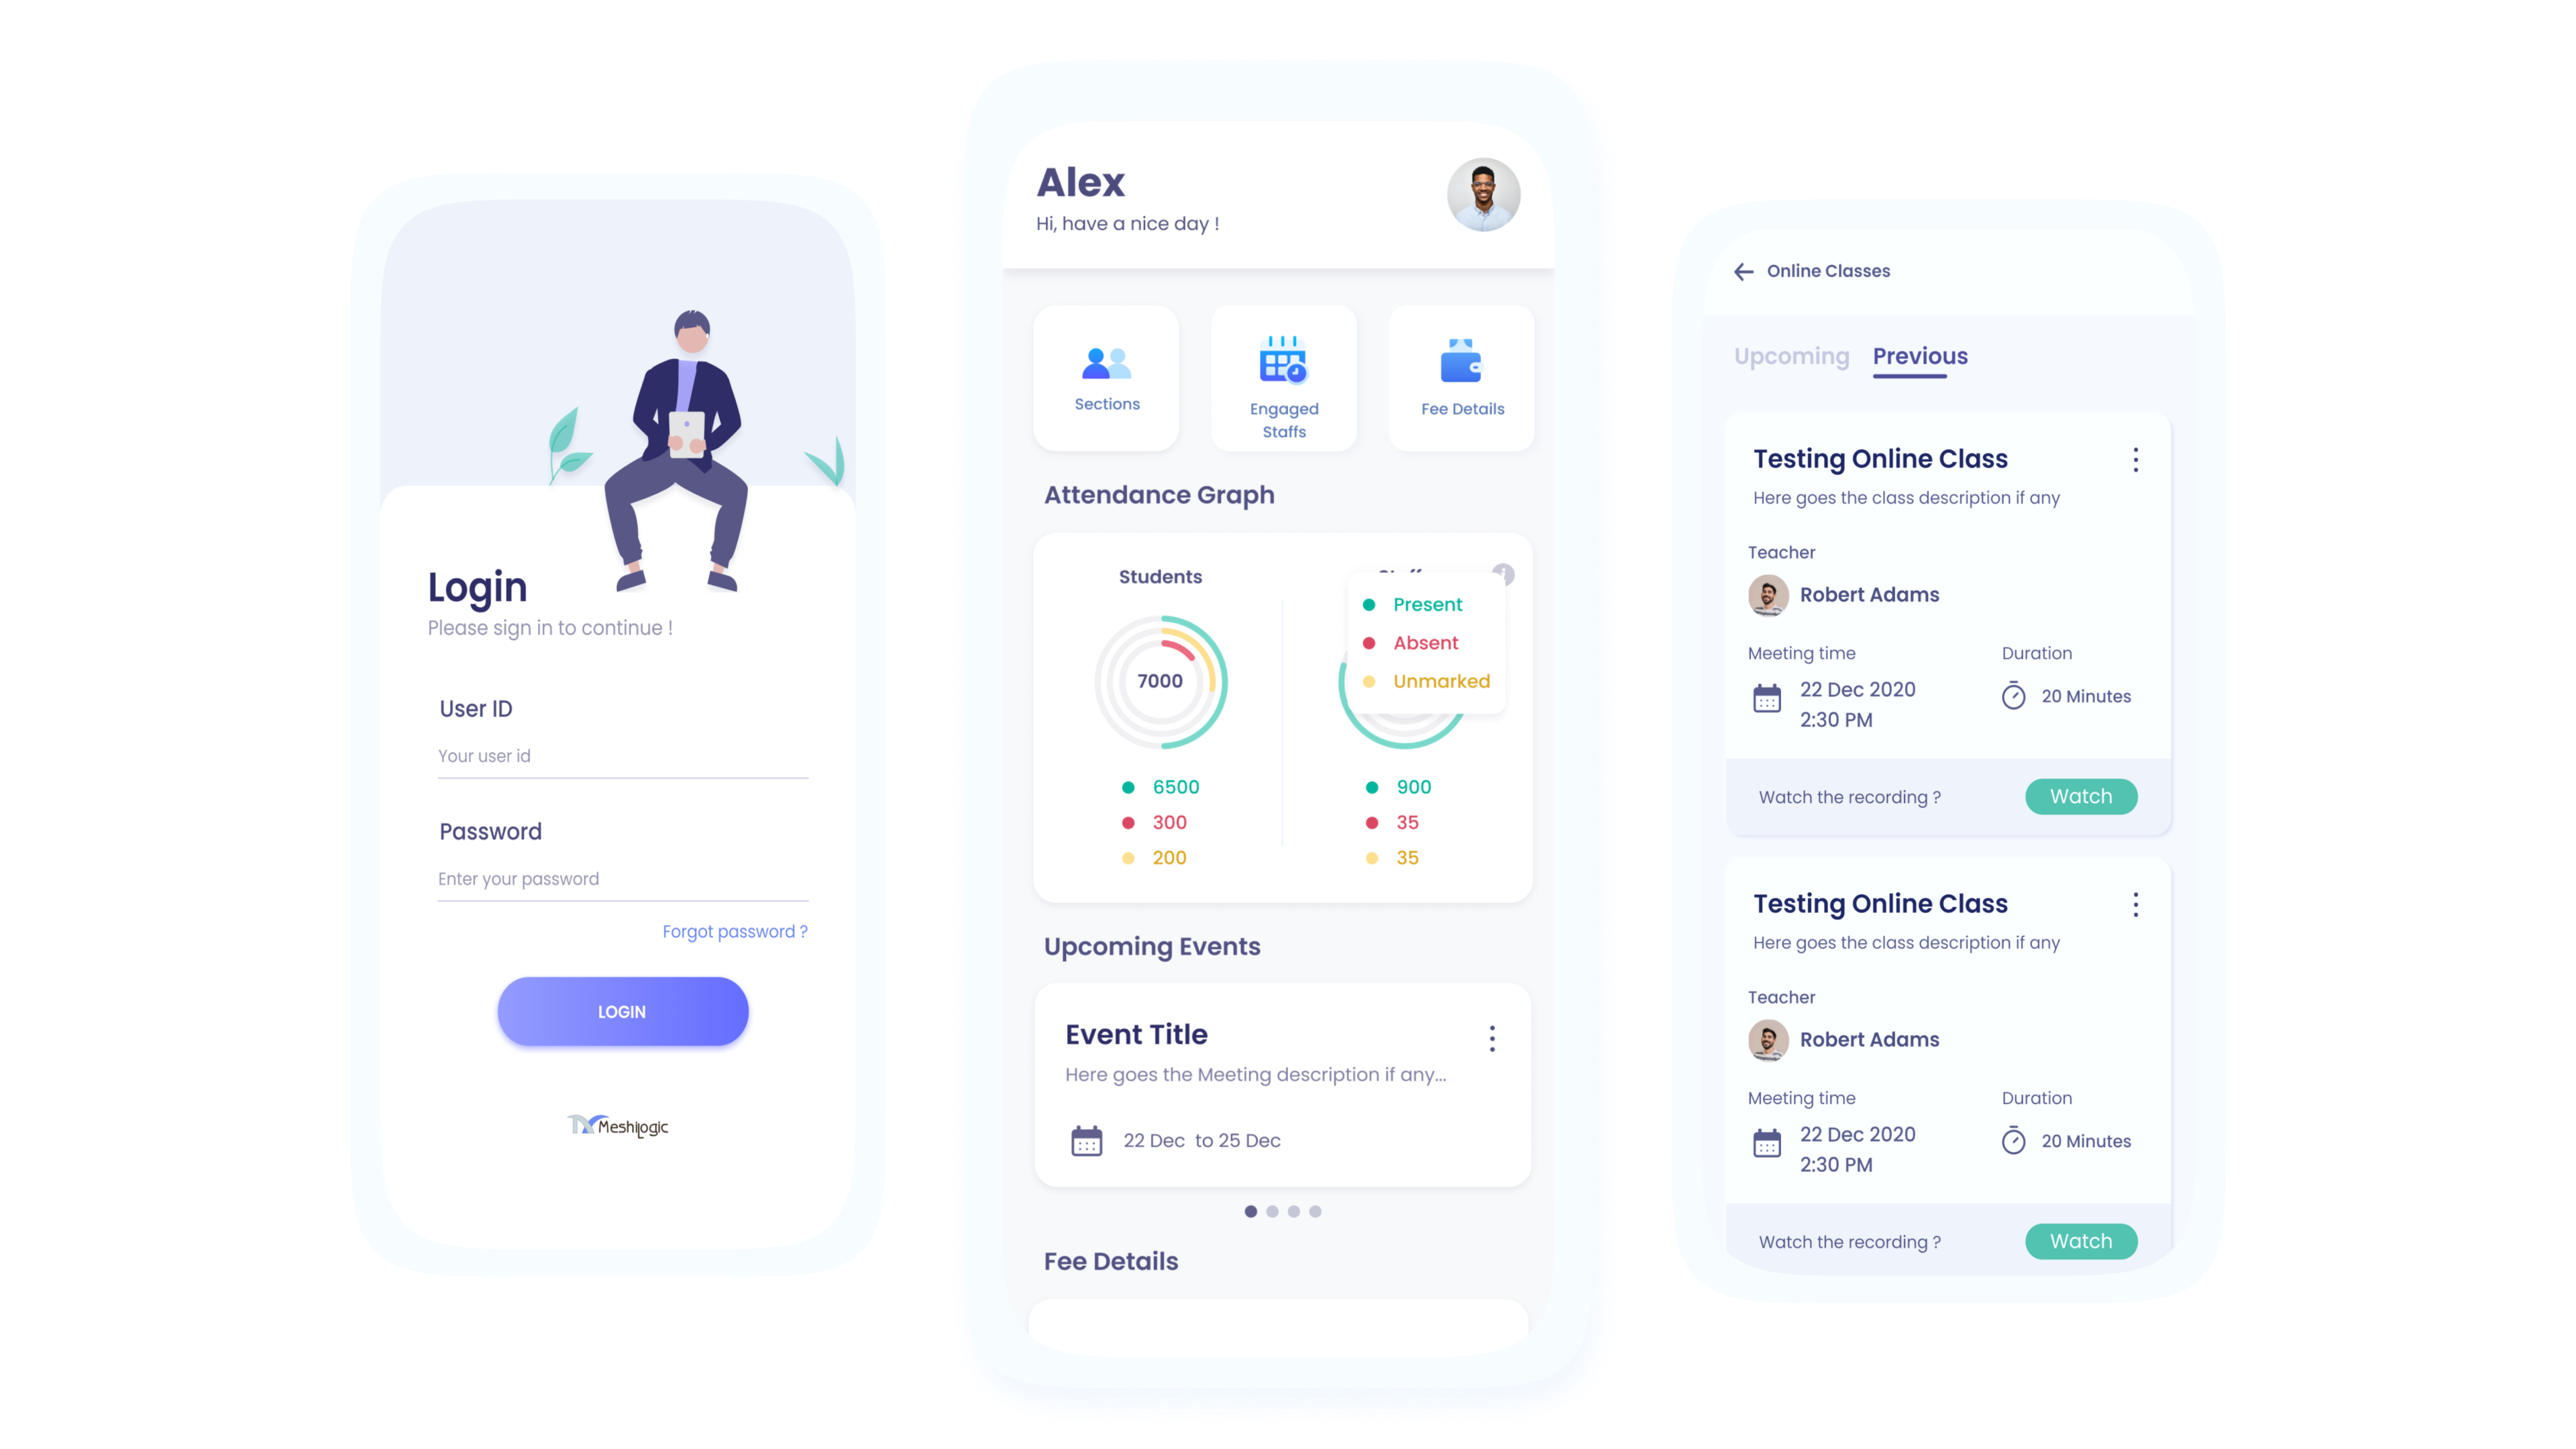 Login
Please sign in to continue !
User ID
Your user id
Password
Enter your password
Forgot password ?
LOGIN
MeshiLogic
Alex
Hi, have a nice day !
Sections
Engaged
Staffs
Fee Details
Attendance Graph
Students
7000
6500
300
200
Present
Absent
Unmarked
900
35
35
Upcoming Events
Event Title
Here goes the Meeting description if any...
22 Dec to 25 Dec
Fee Details
Online Classes
Upcoming Previous
Testing Online Class
Here goes the class description if any
Teacher
Robert Adams
Meeting time Duration
22 Dec 2020
2:30 PM
20 Minutes
Watch the recording ? Watch
Testing Online Class
Here goes the class description if any
Teacher
Robert Adams
Meeting time Duration
22 Dec 2020
2:30 PM
20 Minutes
Watch the recording ? Watch